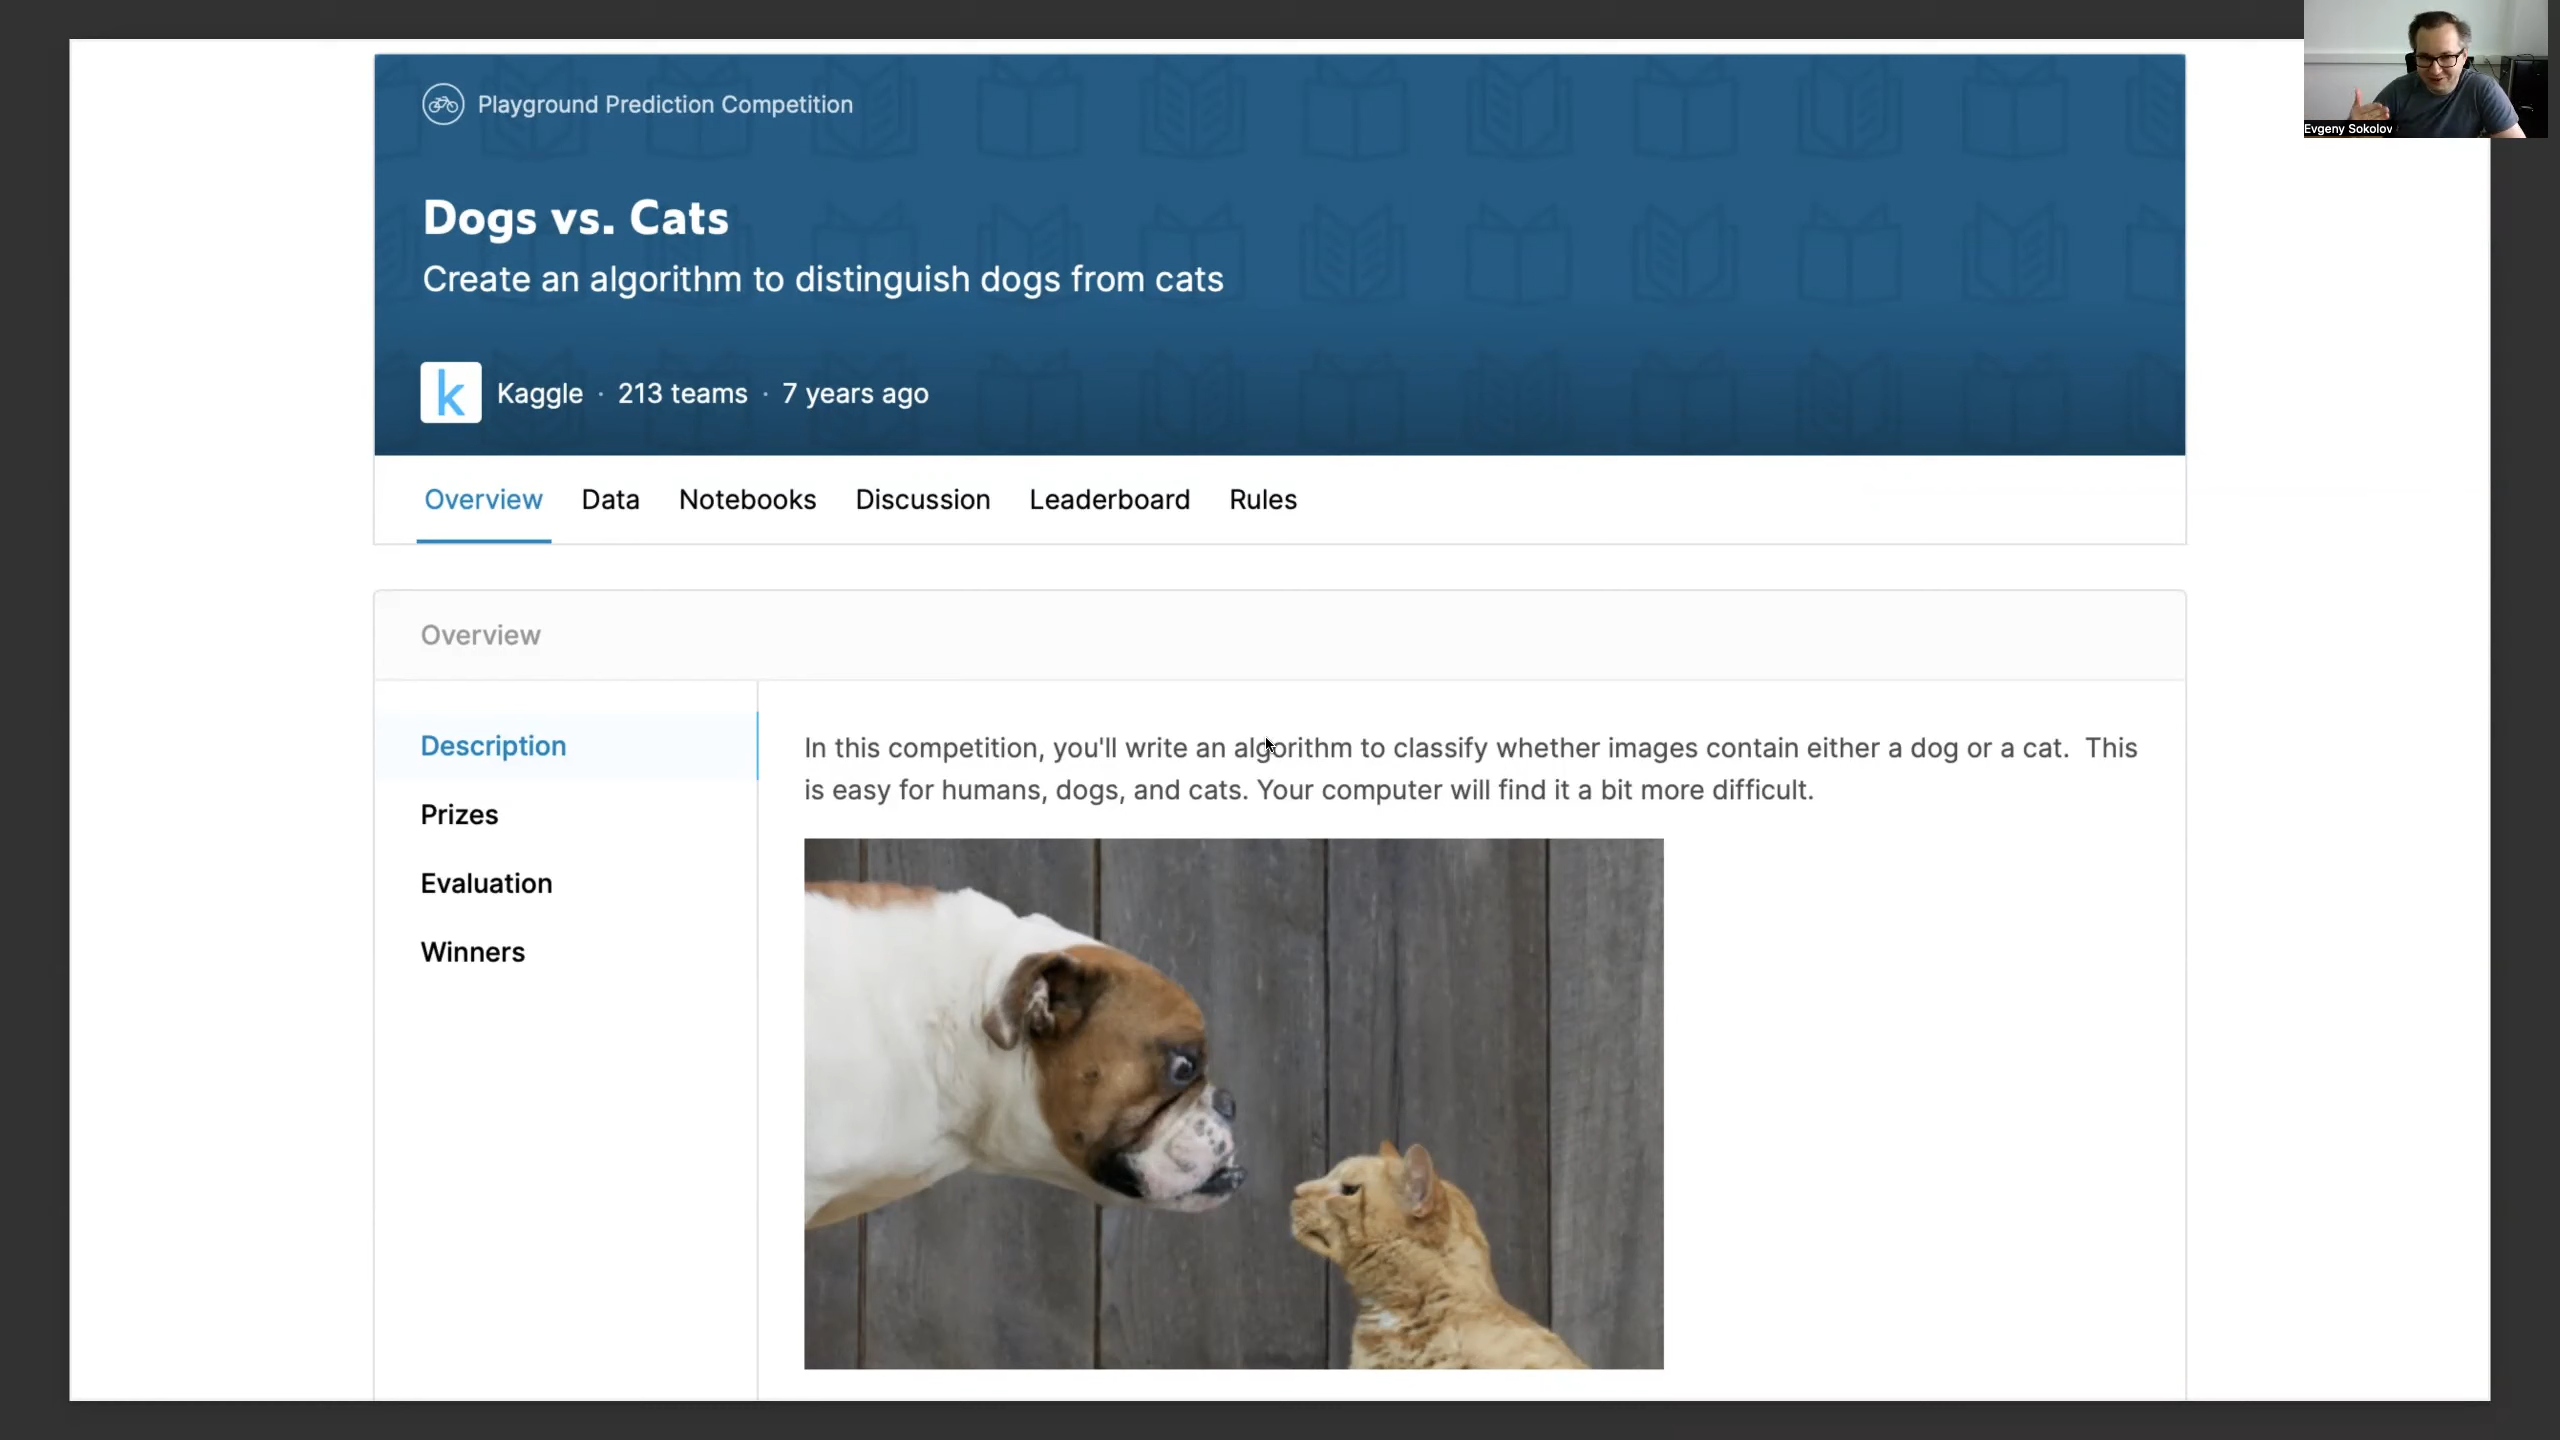 Playground Prediction Competition
Dogs vs. Cats
Create an algorithm to distinguish dogs from cats
k Kaggle · 213 teams · 7 years ago
Overview Data Notebooks Discussion Leaderboard Rules
Overview
Description
Prizes
Evaluation
Winners
In this competition, you'll write an algorithm to classify whether images contain either a dog or a cat. This
is easy for humans, dogs, and cats. Your computer will find it a bit more difficult.
Evgeny Sokolov